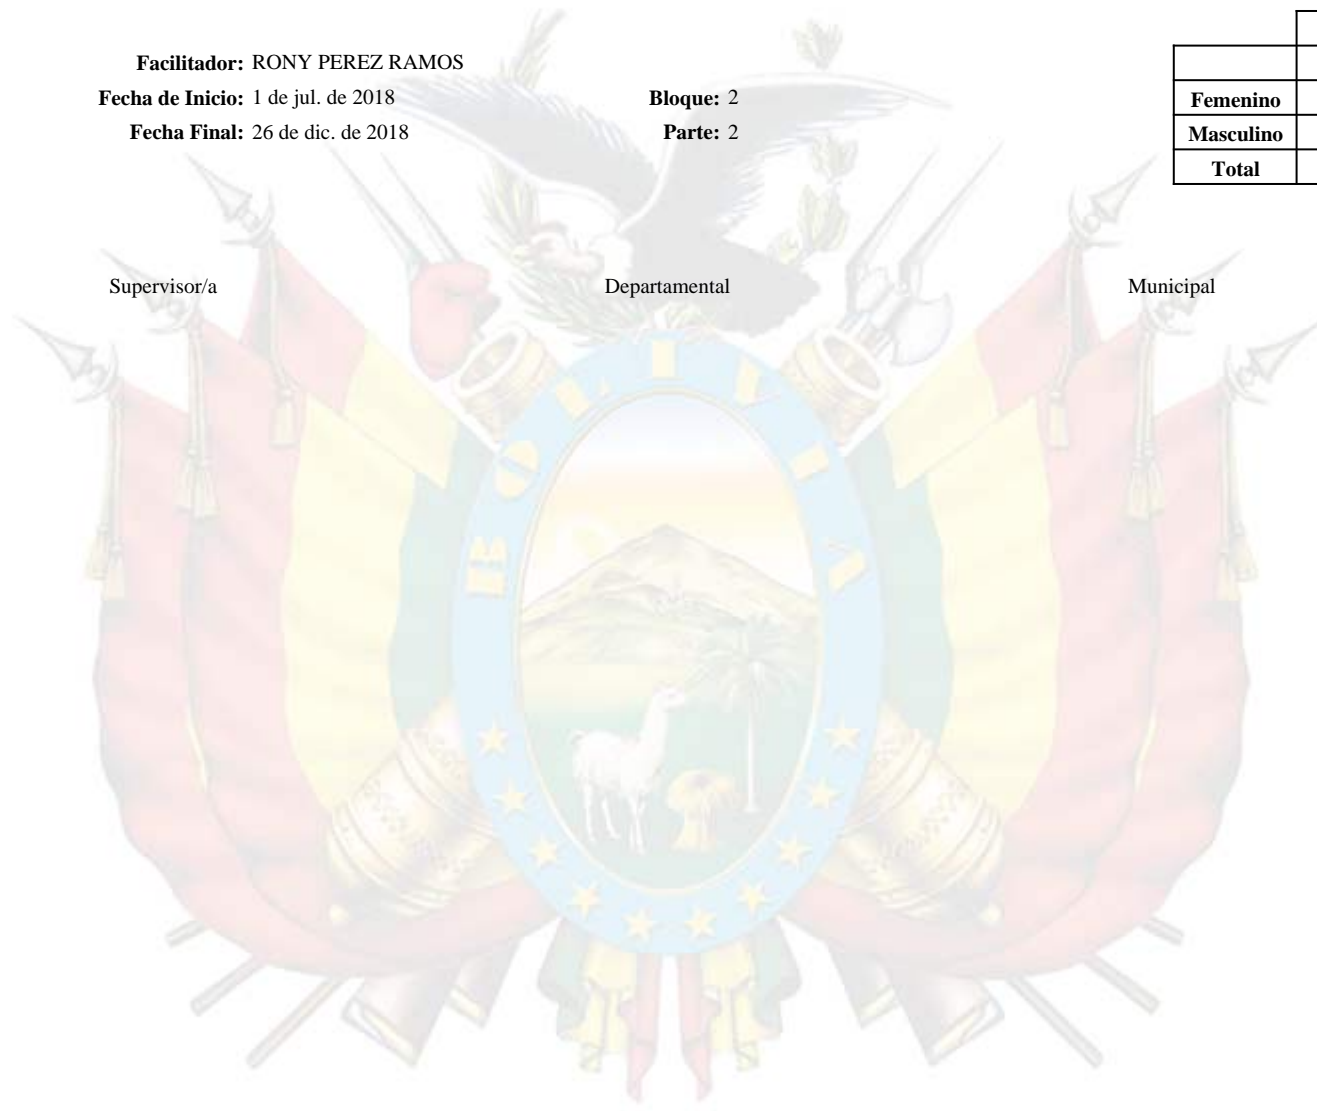 Facilitador: RONY PEREZ RAMOS
Fecha de Inicio: 1 de jul. de 2018 Bloque: 2
Femenino
Fecha Final: 26 de dic. de 2018 Parte: 2
Masculino
Total
Supervisor/a Departamental Municipal
BOLIVIA